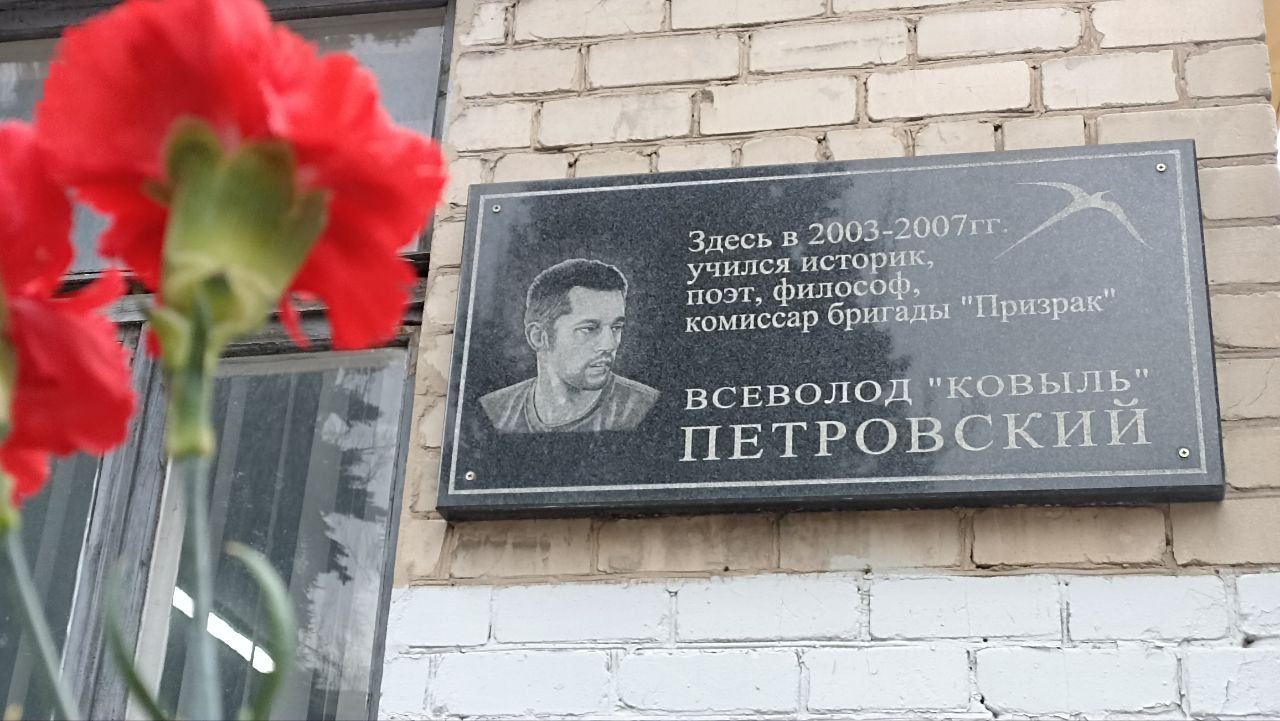 Здесь в 2003-2007гг.
учился историк,
поэт, философ,
комиссар бригады "Призрак"
ВСЕВОЛОД "КОВЫЛЬ"
ПЕТРОВСКИЙ